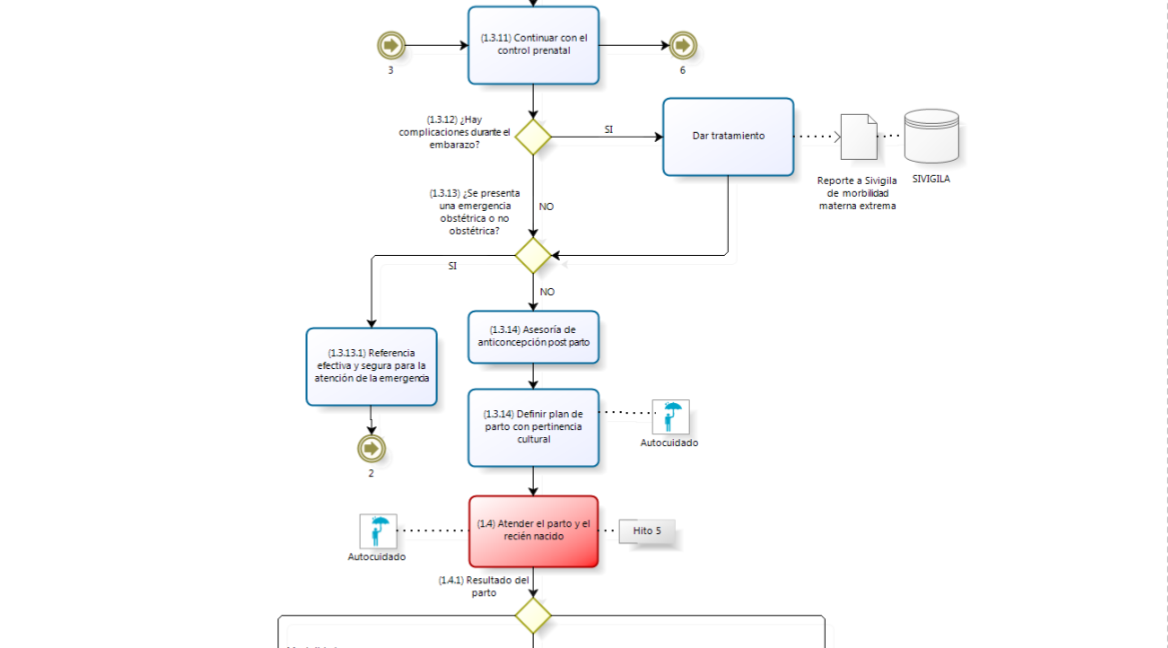 (1.3.11) Continuar con el
control prenatal
3
6
(1.3.12) ¿Hay
complicaciones durante el
embarazo?
SI
Dar tratamiento
Reporte a Sivigila
de morbilidad
materna extrema
SIVIGILA
(1.3.13) ¿Se presenta
una emergencia
obstétrica o no
obstétrica?
NO
SI
NO
(1.3.14) Asesoría de
anticoncepción post parto
(1.3.13.1) Referencia
efectiva y segura para la
atención de la emergencia
2
(1.3.14) Definir plan de
parto con pertinencia
cultural
Autocuidado
(1.4) Atender el parto y el
recién nacido
Hito 5
Autocuidado
(1.4.1) Resultado del
parto